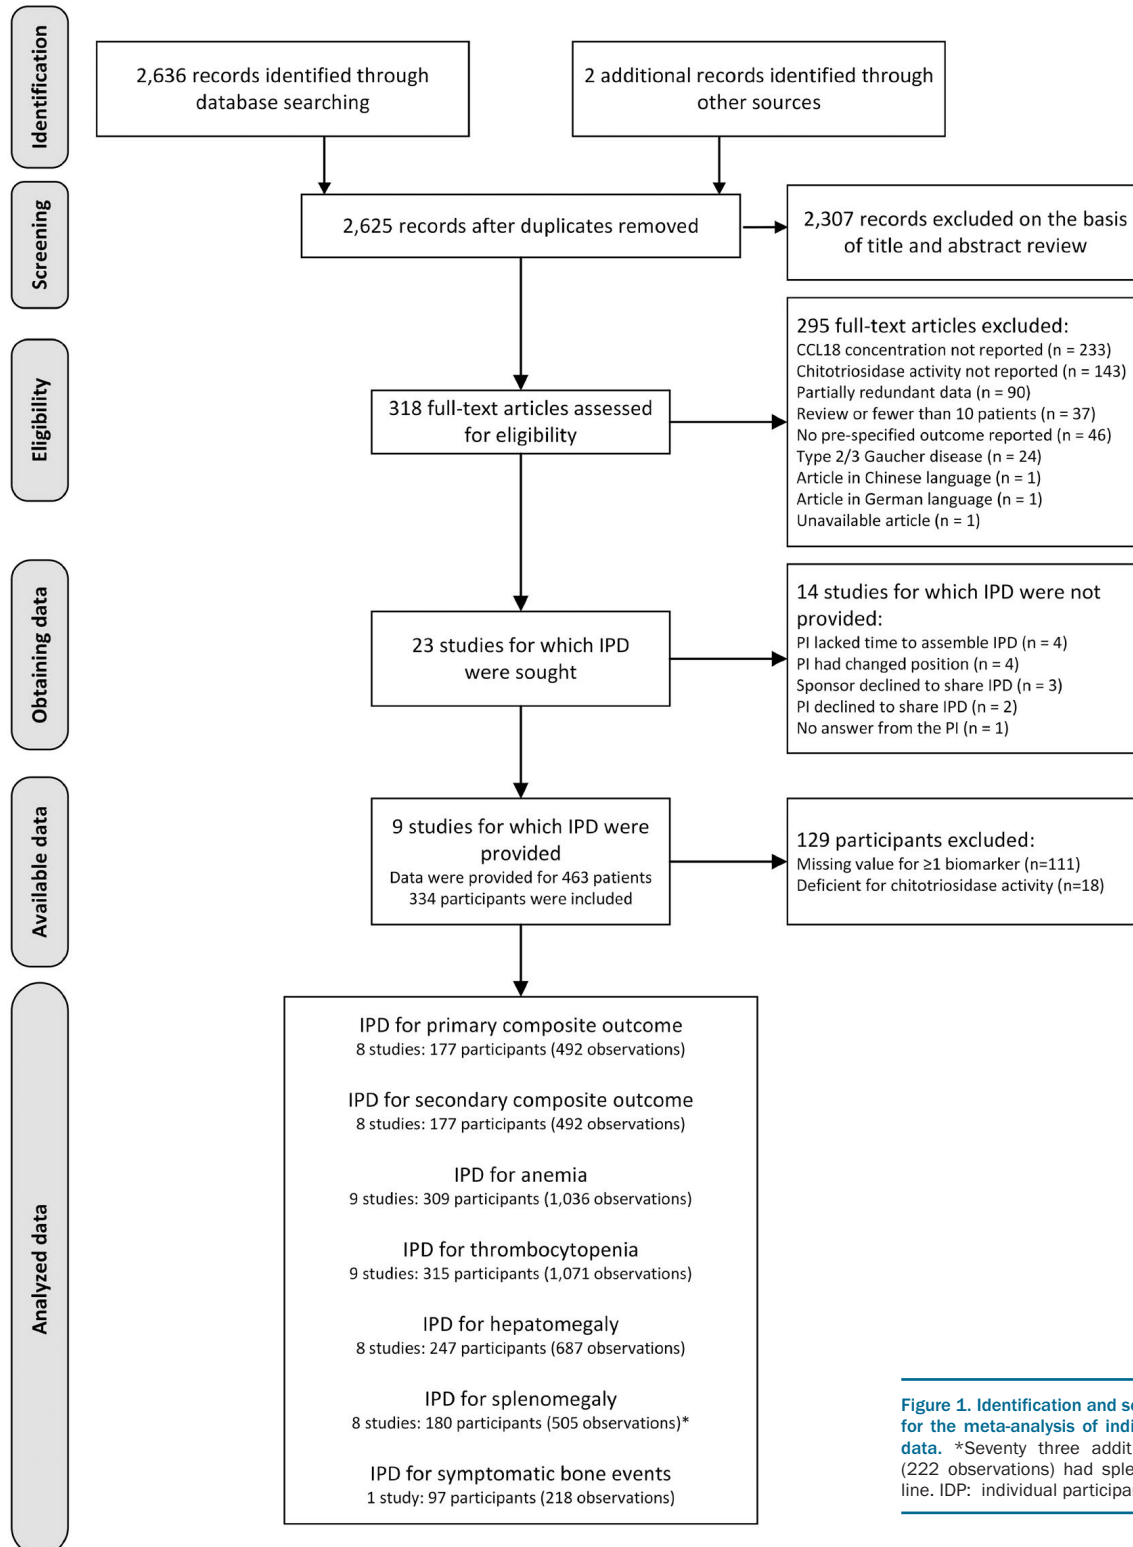 Identification
2,636 records identified through
database searching
2 additional records identified through
other sources
Screening
2,625 records after duplicates removed
2,307 records excluded on the basis
of title and abstract review
Eligibility
318 full-text articles assessed
for eligibility
295 full-text articles excluded:
CCL18 concentration not reported (n = 233)
Chitotriosidase activity not reported (n = 143)
Partially redundant data (n = 90)
Review or fewer than 10 patients (n = 37)
No pre-specified outcome reported (n = 46)
Type 2/3 Gaucher disease (n = 24)
Article in Chinese language (n = 1)
Article in German language (n = 1)
Unavailable article (n = 1)
Obtaining data
23 studies for which IPD
were sought
14 studies for which IPD were not
provided:
PI lacked time to assemble IPD (n = 4)
PI had changed position (n = 4)
Sponsor declined to share IPD (n = 3)
PI declined to share IPD (n = 2)
No answer from the PI (n = 1)
Available data
9 studies for which IPD were
provided
Data were provided for 463 patients
334 participants were included
129 participants excluded:
Missing value for ≥1 biomarker (n=111)
Deficient for chitotriosidase activity (n=18)
Analyzed data
IPD for primary composite outcome
8 studies: 177 participants (492 observations)
IPD for secondary composite outcome
8 studies: 177 participants (492 observations)
IPD for anemia
9 studies: 309 participants (1,036 observations)
IPD for thrombocytopenia
9 studies: 315 participants (1,071 observations)
IPD for hepatomegaly
8 studies: 247 participants (687 observations)
IPD for splenomegaly
8 studies: 180 participants (505 observations)*
IPD for symptomatic bone events
1 study: 97 participants (218 observations)
Figure 1. Identification and se
for the meta-analysis of indi
data. *Seventy three addit
(222 observations) had sple
line. IDP: individual participa